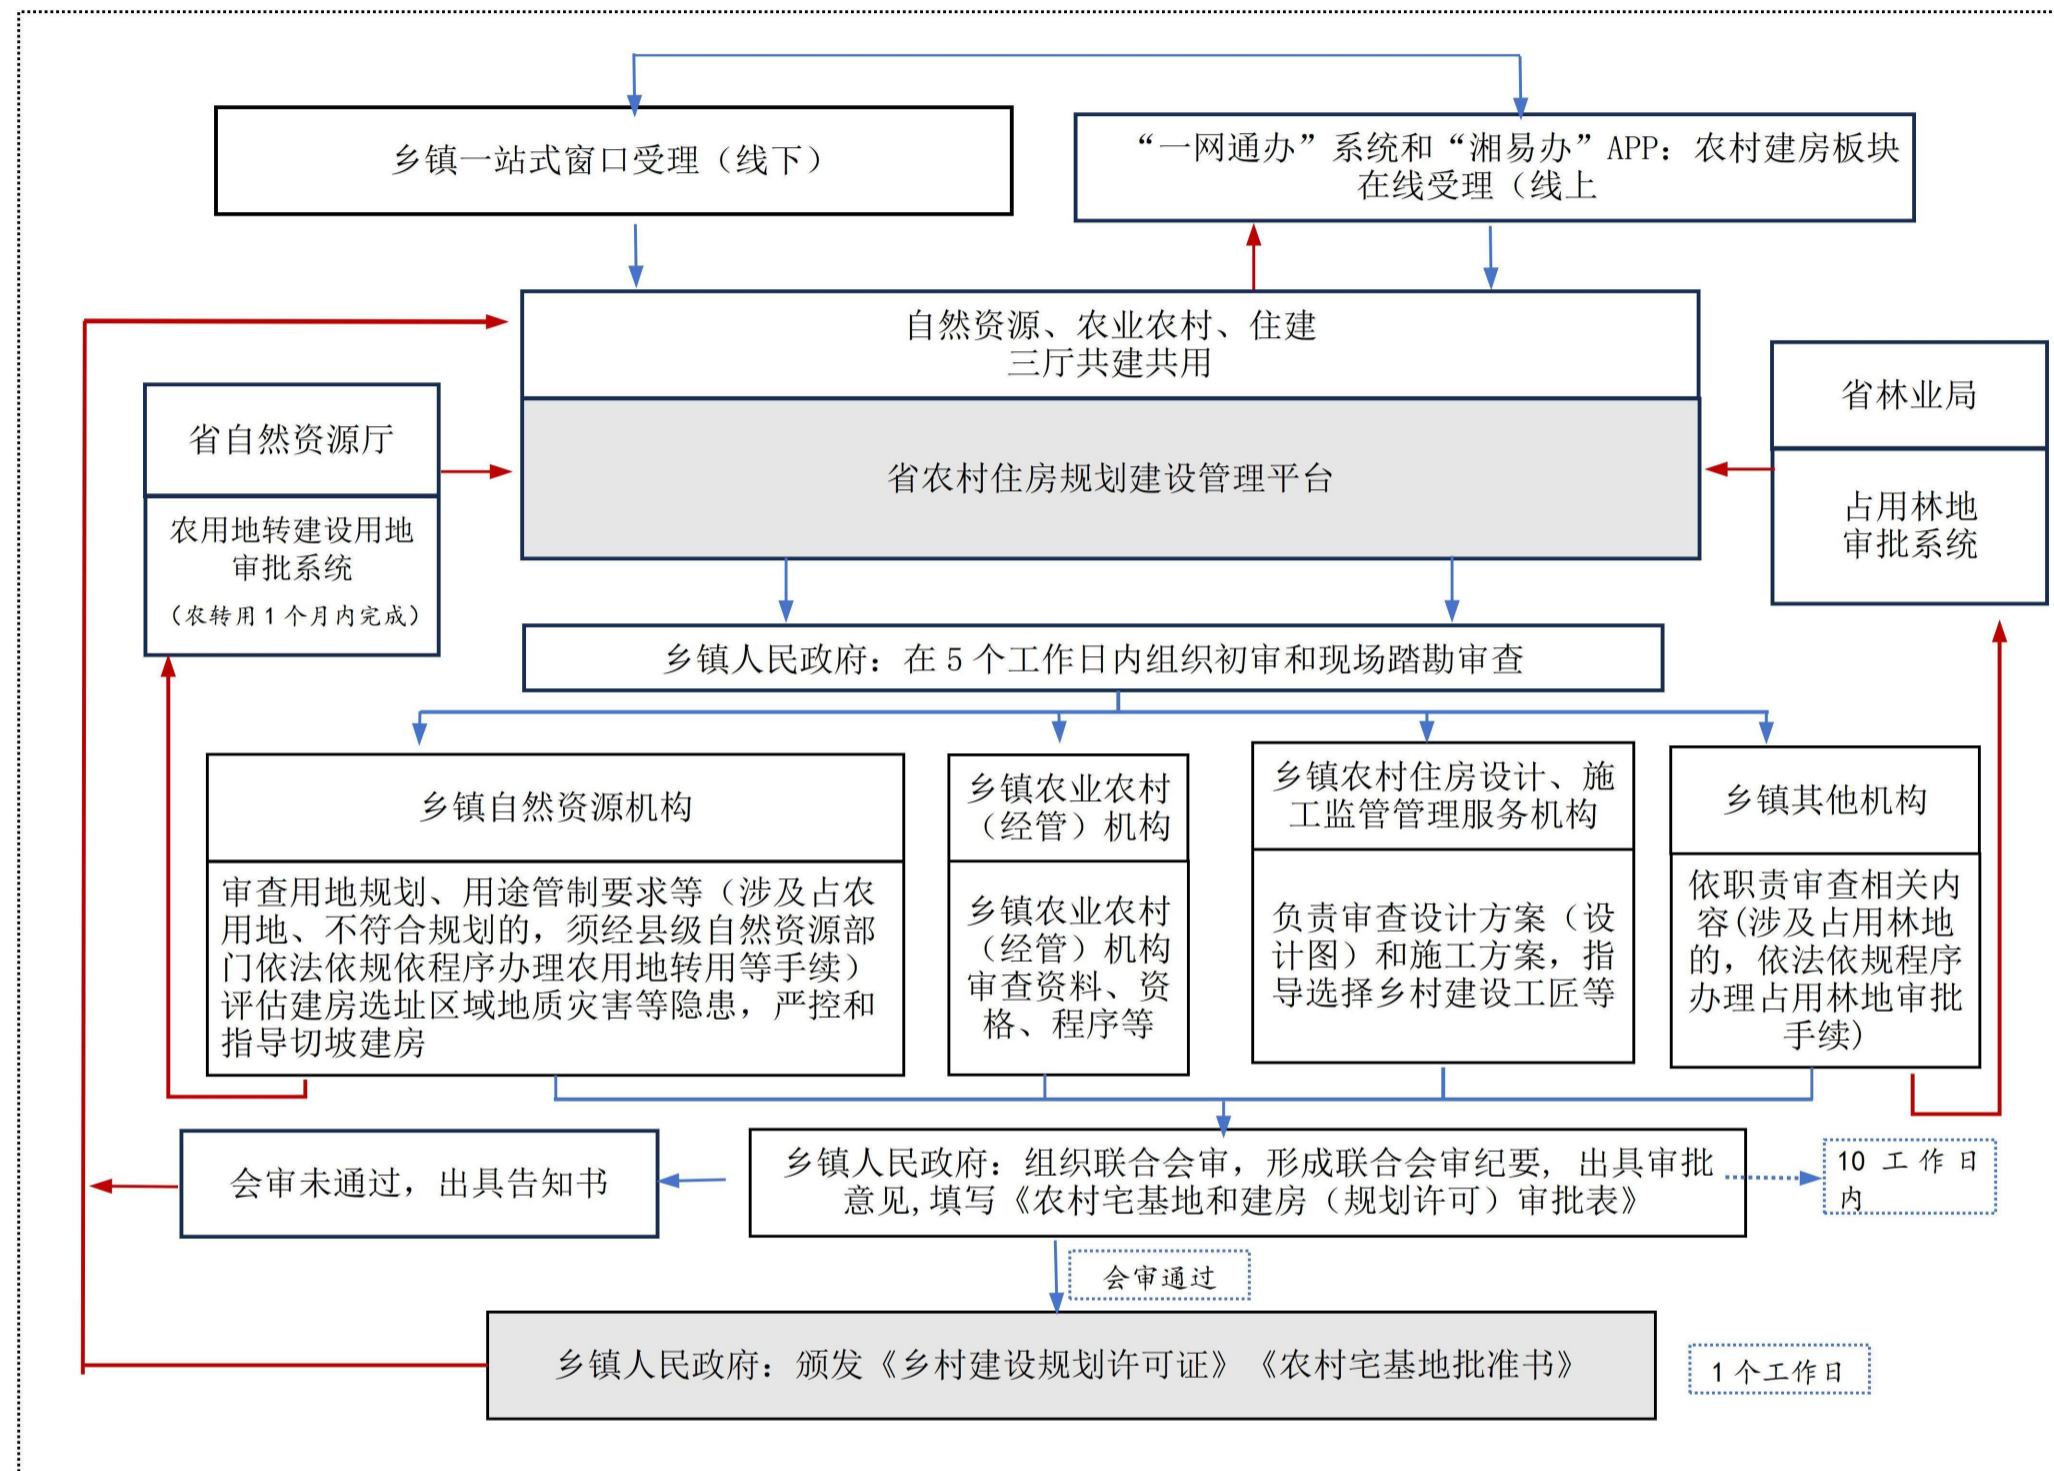 乡镇一站式窗口受理（线下）
“一网通办”系统和“湘易办”APP：农村建房板块
在线受理（线上
自然资源、农业农村、住建
三厅共建共用
省农村住房规划建设管理平台
省自然资源厅
农用地转建设用地
审批系统
（农转用1个月内完成）
省林业局
占用林地
审批系统
乡镇人民政府：在5个工作日内组织初审和现场踏勘审查
乡镇自然资源机构
审查用地规划、用途管制要求等（涉及占农
用地、不符合规划的，须经县级自然资源部
门依法依规依程序办理农用地转用等手续）
评估建房选址区域地质灾害等隐患，严控和
指导切坡建房
乡镇农业农村
（经管）机构
乡镇农业农村
（经管）机构
审查资料、资
格、程序等
乡镇农村住房设计、施
工监管管理服务机构
负责审查设计方案（设
计图）和施工方案，指
导选择乡村建设工匠等
乡镇其他机构
依职责审查相关内
容(涉及占用林地
的，依法依规程序
办理占用林地审批
手续)
会审未通过，出具告知书
乡镇人民政府：组织联合会审，形成联合会审纪要, 出具审批
意见,填写《农村宅基地和建房（规划许可）审批表》
10 工作日
内
会审通过
乡镇人民政府：颁发《乡村建设规划许可证》《农村宅基地批准书》
1个工作日